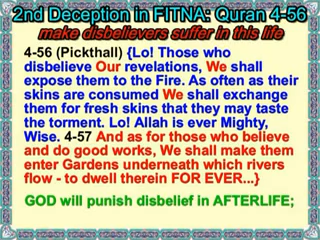 2nd Deception in FITNA: Quran 4-56
make disbelievers suffer in this life
4-56 (Pickthall) {Lo! Those who
disbelieve Our revelations, We shall
expose them to the Fire. As often as their
skins are consumed We shall exchange
them for fresh skins that they may taste
the torment. Lo! Allah is ever Mighty,
Wise. 4-57 And as for those who believe
and do good works, We shall make them
enter Gardens underneath which rivers
flow - to dwell therein FOR EVER...}
GOD will punish disbelief in AFTERLIFE;